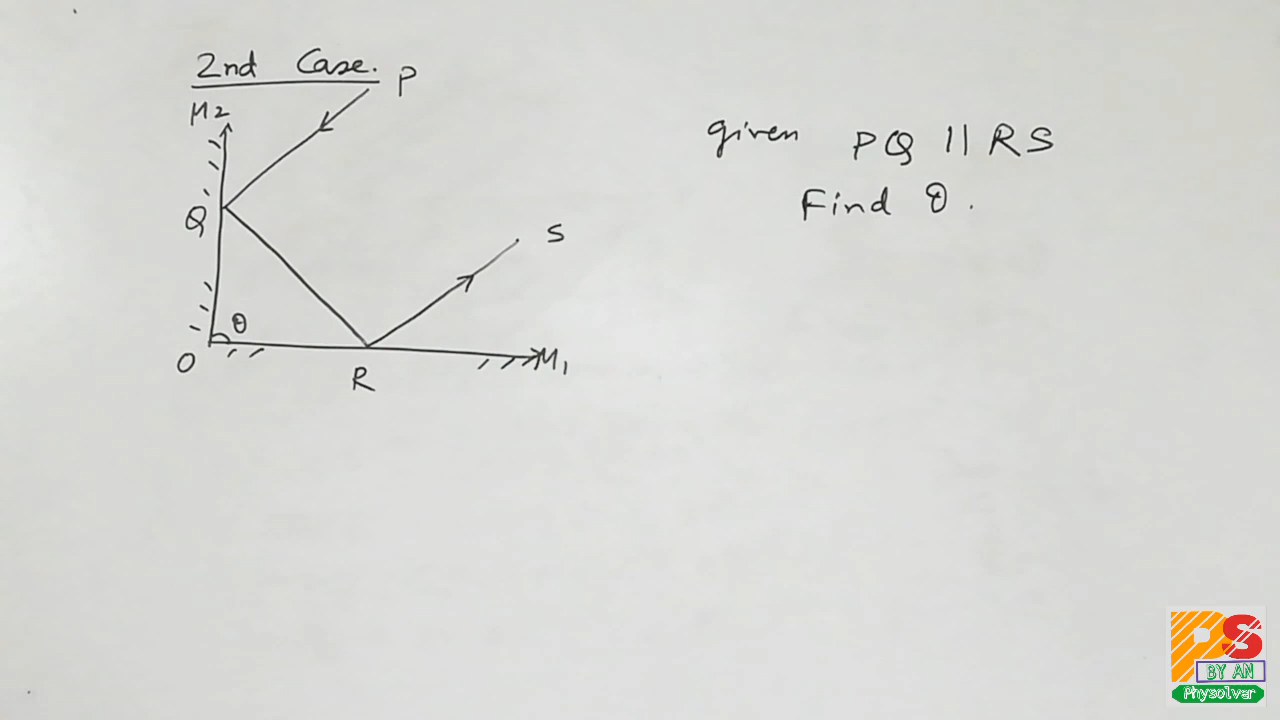 2nd Case.
P
M2
given PQ || RS
Find θ.
Q
S
θ
O
M1
R
PS
BY AN
Physolver